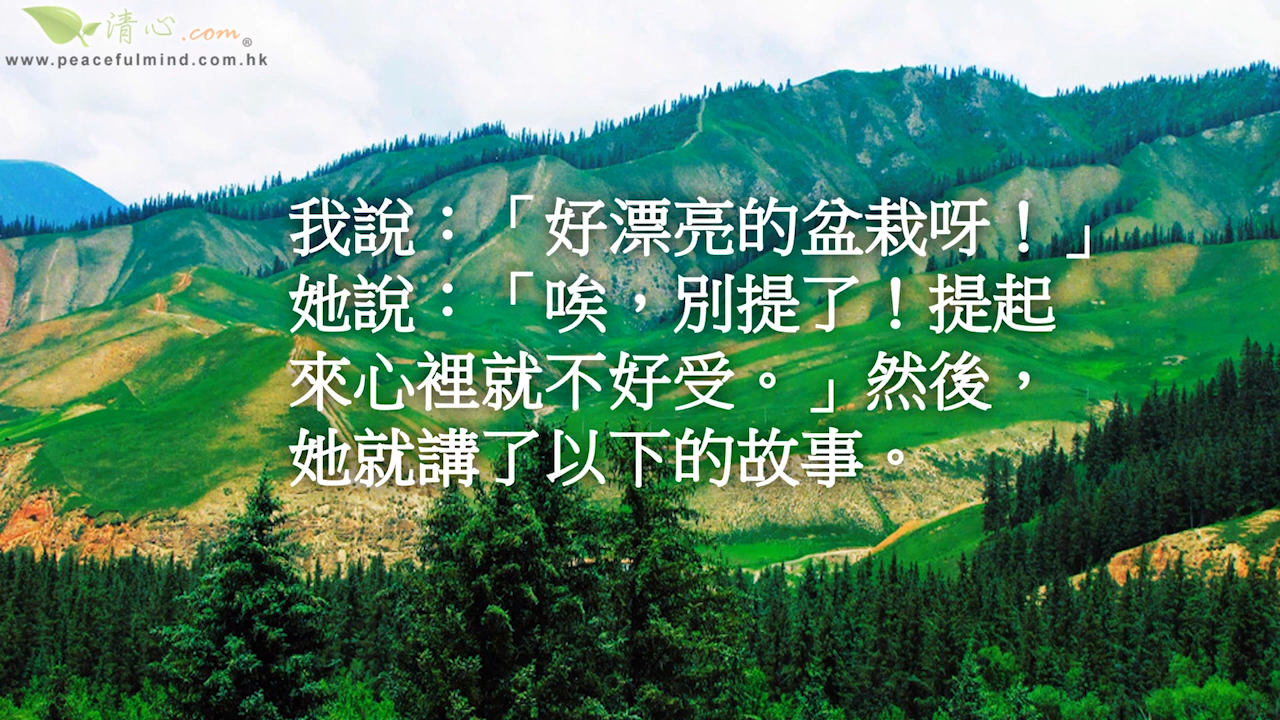 清心.com®
www.peacefulmind.com.hk
我說：「好漂亮的盆栽呀！」
她說：「唉，別提了！提起
來心裡就不好受。」然後，
她就講了以下的故事。